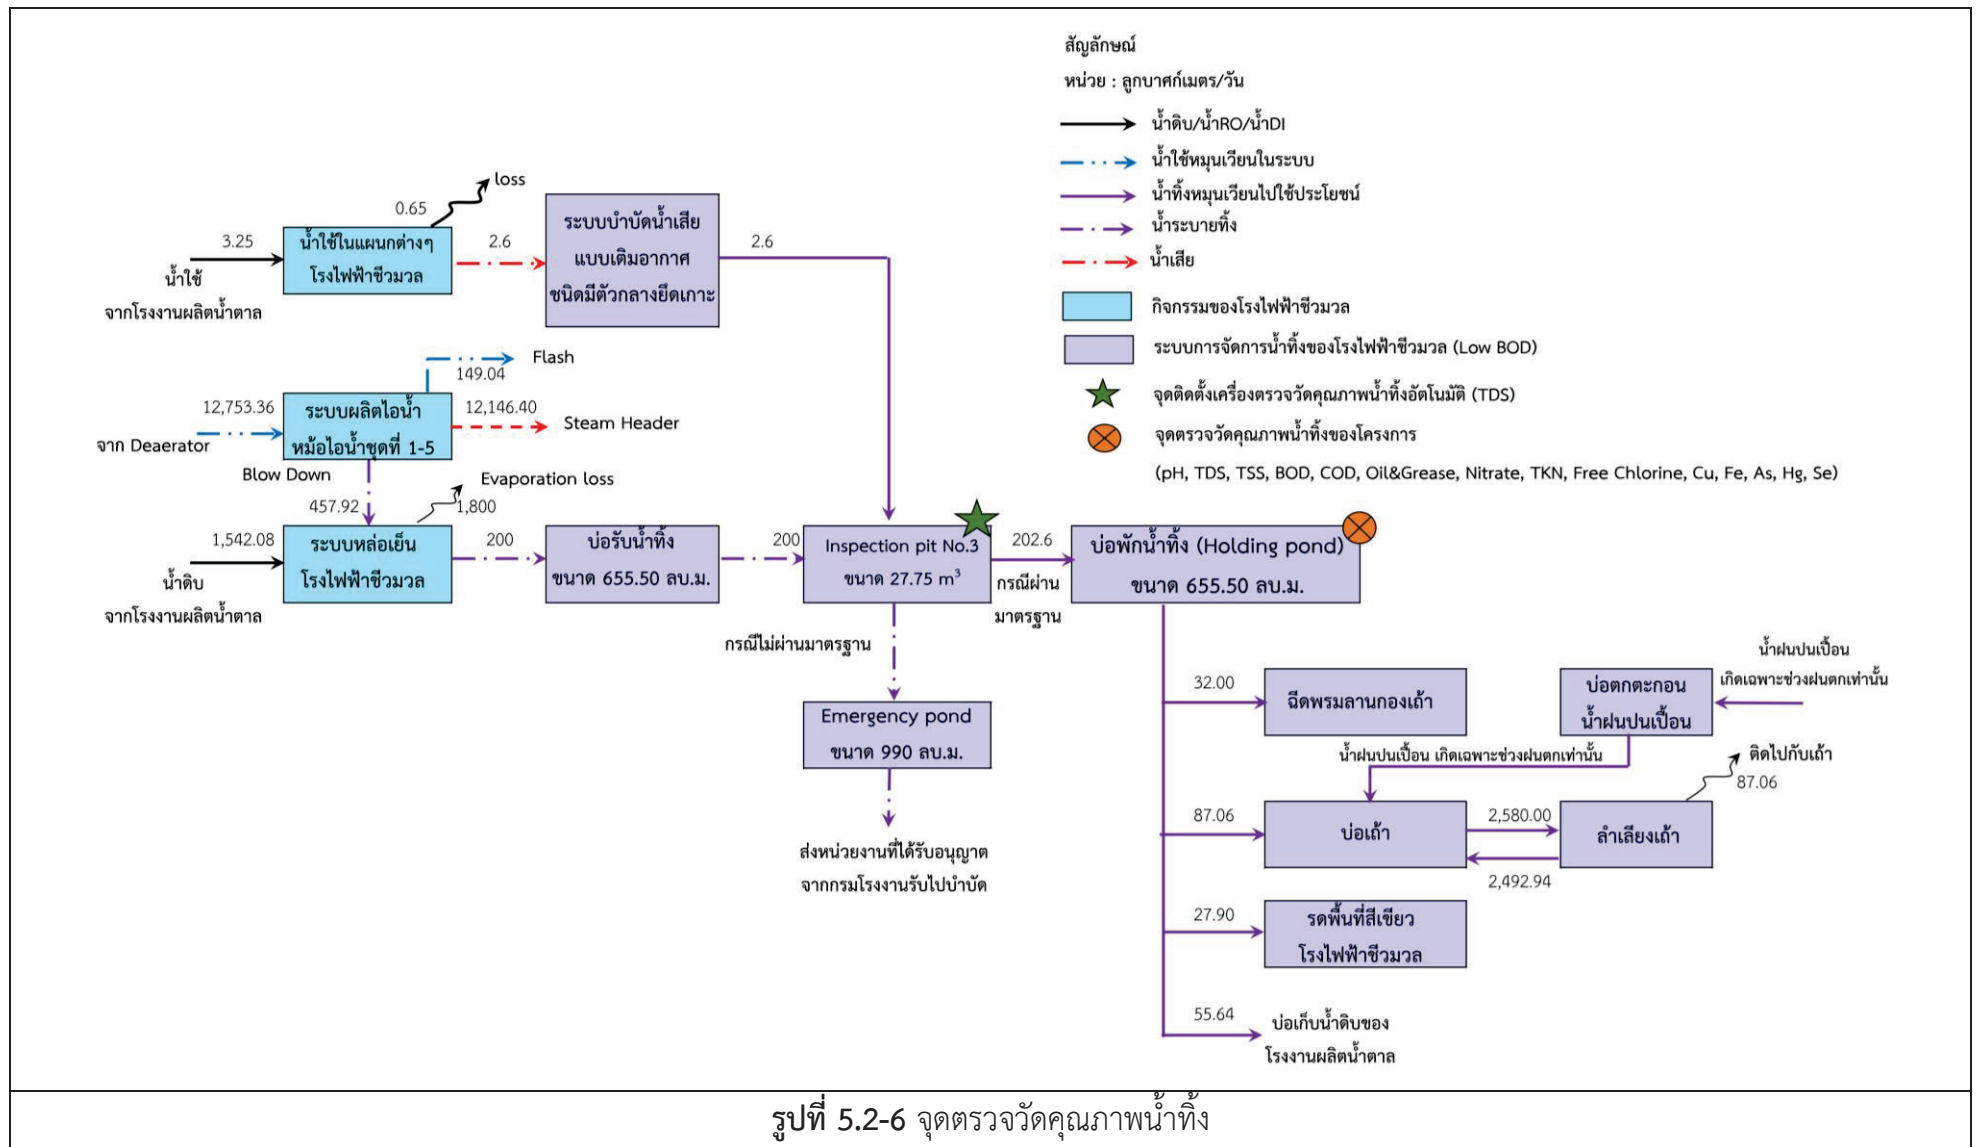 สัญลักษณ์
หน่วย : ลูกบาศก์เมตร/วัน
น้ำดิบ/น้ำRO/น้ำDI
น้ำใช้หมุนเวียนในระบบ
น้ำทิ้งหมุนเวียนไปใช้ประโยชน์
น้ำระบายทิ้ง
น้ำเสีย
กิจกรรมของโรงไฟฟ้าชีวมวล
ระบบการจัดการน้ำทิ้งของโรงไฟฟ้าชีวมวล (Low BOD)
จุดติดตั้งเครื่องตรวจวัดคุณภาพน้ำทิ้งอัตโนมัติ (TDS)
จุดตรวจวัดคุณภาพน้ำทิ้งของโครงการ
(pH, TDS, TSS, BOD, COD, Oil&Grease, Nitrate, TKN, Free Chlorine, Cu, Fe, As, Hg, Se)
3.25
น้ำใช้
จากโรงงานผลิตน้ำตาล
น้ำใช้ในแผนกต่างๆ
โรงไฟฟ้าชีวมวล
0.65
loss
2.6
ระบบบำบัดน้ำเสีย
แบบเติมอากาศ
ชนิดมีตัวกลางยึดเกาะ
2.6
12,753.36
จาก Deaerator
ระบบผลิตไอน้ำ
หม้อไอน้ำชุดที่ 1-5
Flash
149.04
12,146.40
Steam Header
Blow Down
457.92
Evaporation loss
1,800
1,542.08
น้ำดิบ
จากโรงงานผลิตน้ำตาล
ระบบหล่อเย็น
โรงไฟฟ้าชีวมวล
200
บ่อรับน้ำทิ้ง
ขนาด 655.50 ลบ.ม.
200
Inspection pit No.3
ขนาด 27.75 m³
202.6
กรณีผ่าน
มาตรฐาน
บ่อพักน้ำทิ้ง (Holding pond)
ขนาด 655.50 ลบ.ม.
กรณีไม่ผ่านมาตรฐาน
Emergency pond
ขนาด 990 ลบ.ม.
ส่งหน่วยงานที่ได้รับอนุญาต
จากกรมโรงงานรับไปบำบัด
32.00
ฉีดพรมลานกองเถ้า
บ่อตกตะกอน
น้ำฝนปนเปื้อน
น้ำฝนปนเปื้อน
เกิดเฉพาะช่วงฝนตกเท่านั้น
น้ำฝนปนเปื้อน เกิดเฉพาะช่วงฝนตกเท่านั้น
ติดไปกับเถ้า
87.06
87.06
บ่อเถ้า
2,580.00
2,492.94
ลำเลียงเถ้า
27.90
รดพื้นที่สีเขียว
โรงไฟฟ้าชีวมวล
55.64
บ่อเก็บน้ำดิบของ
โรงงานผลิตน้ำตาล
รูปที่ 5.2-6 จุดตรวจวัดคุณภาพน้ำทิ้ง